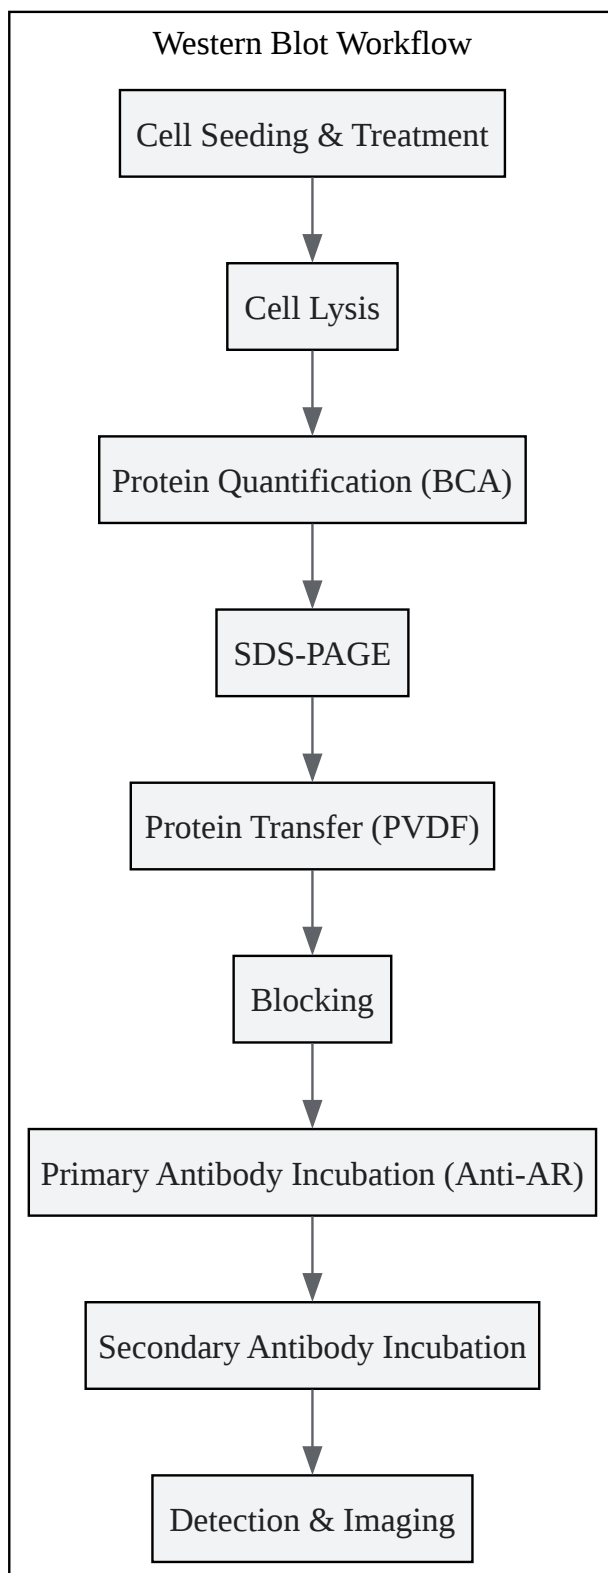 Western Blot Workflow
Cell Seeding & Treatment
Cell Lysis
Protein Quantification (BCA)
SDS-PAGE
Protein Transfer (PVDF)
Blocking
Primary Antibody Incubation (Anti-AR)
Secondary Antibody Incubation
Detection & Imaging